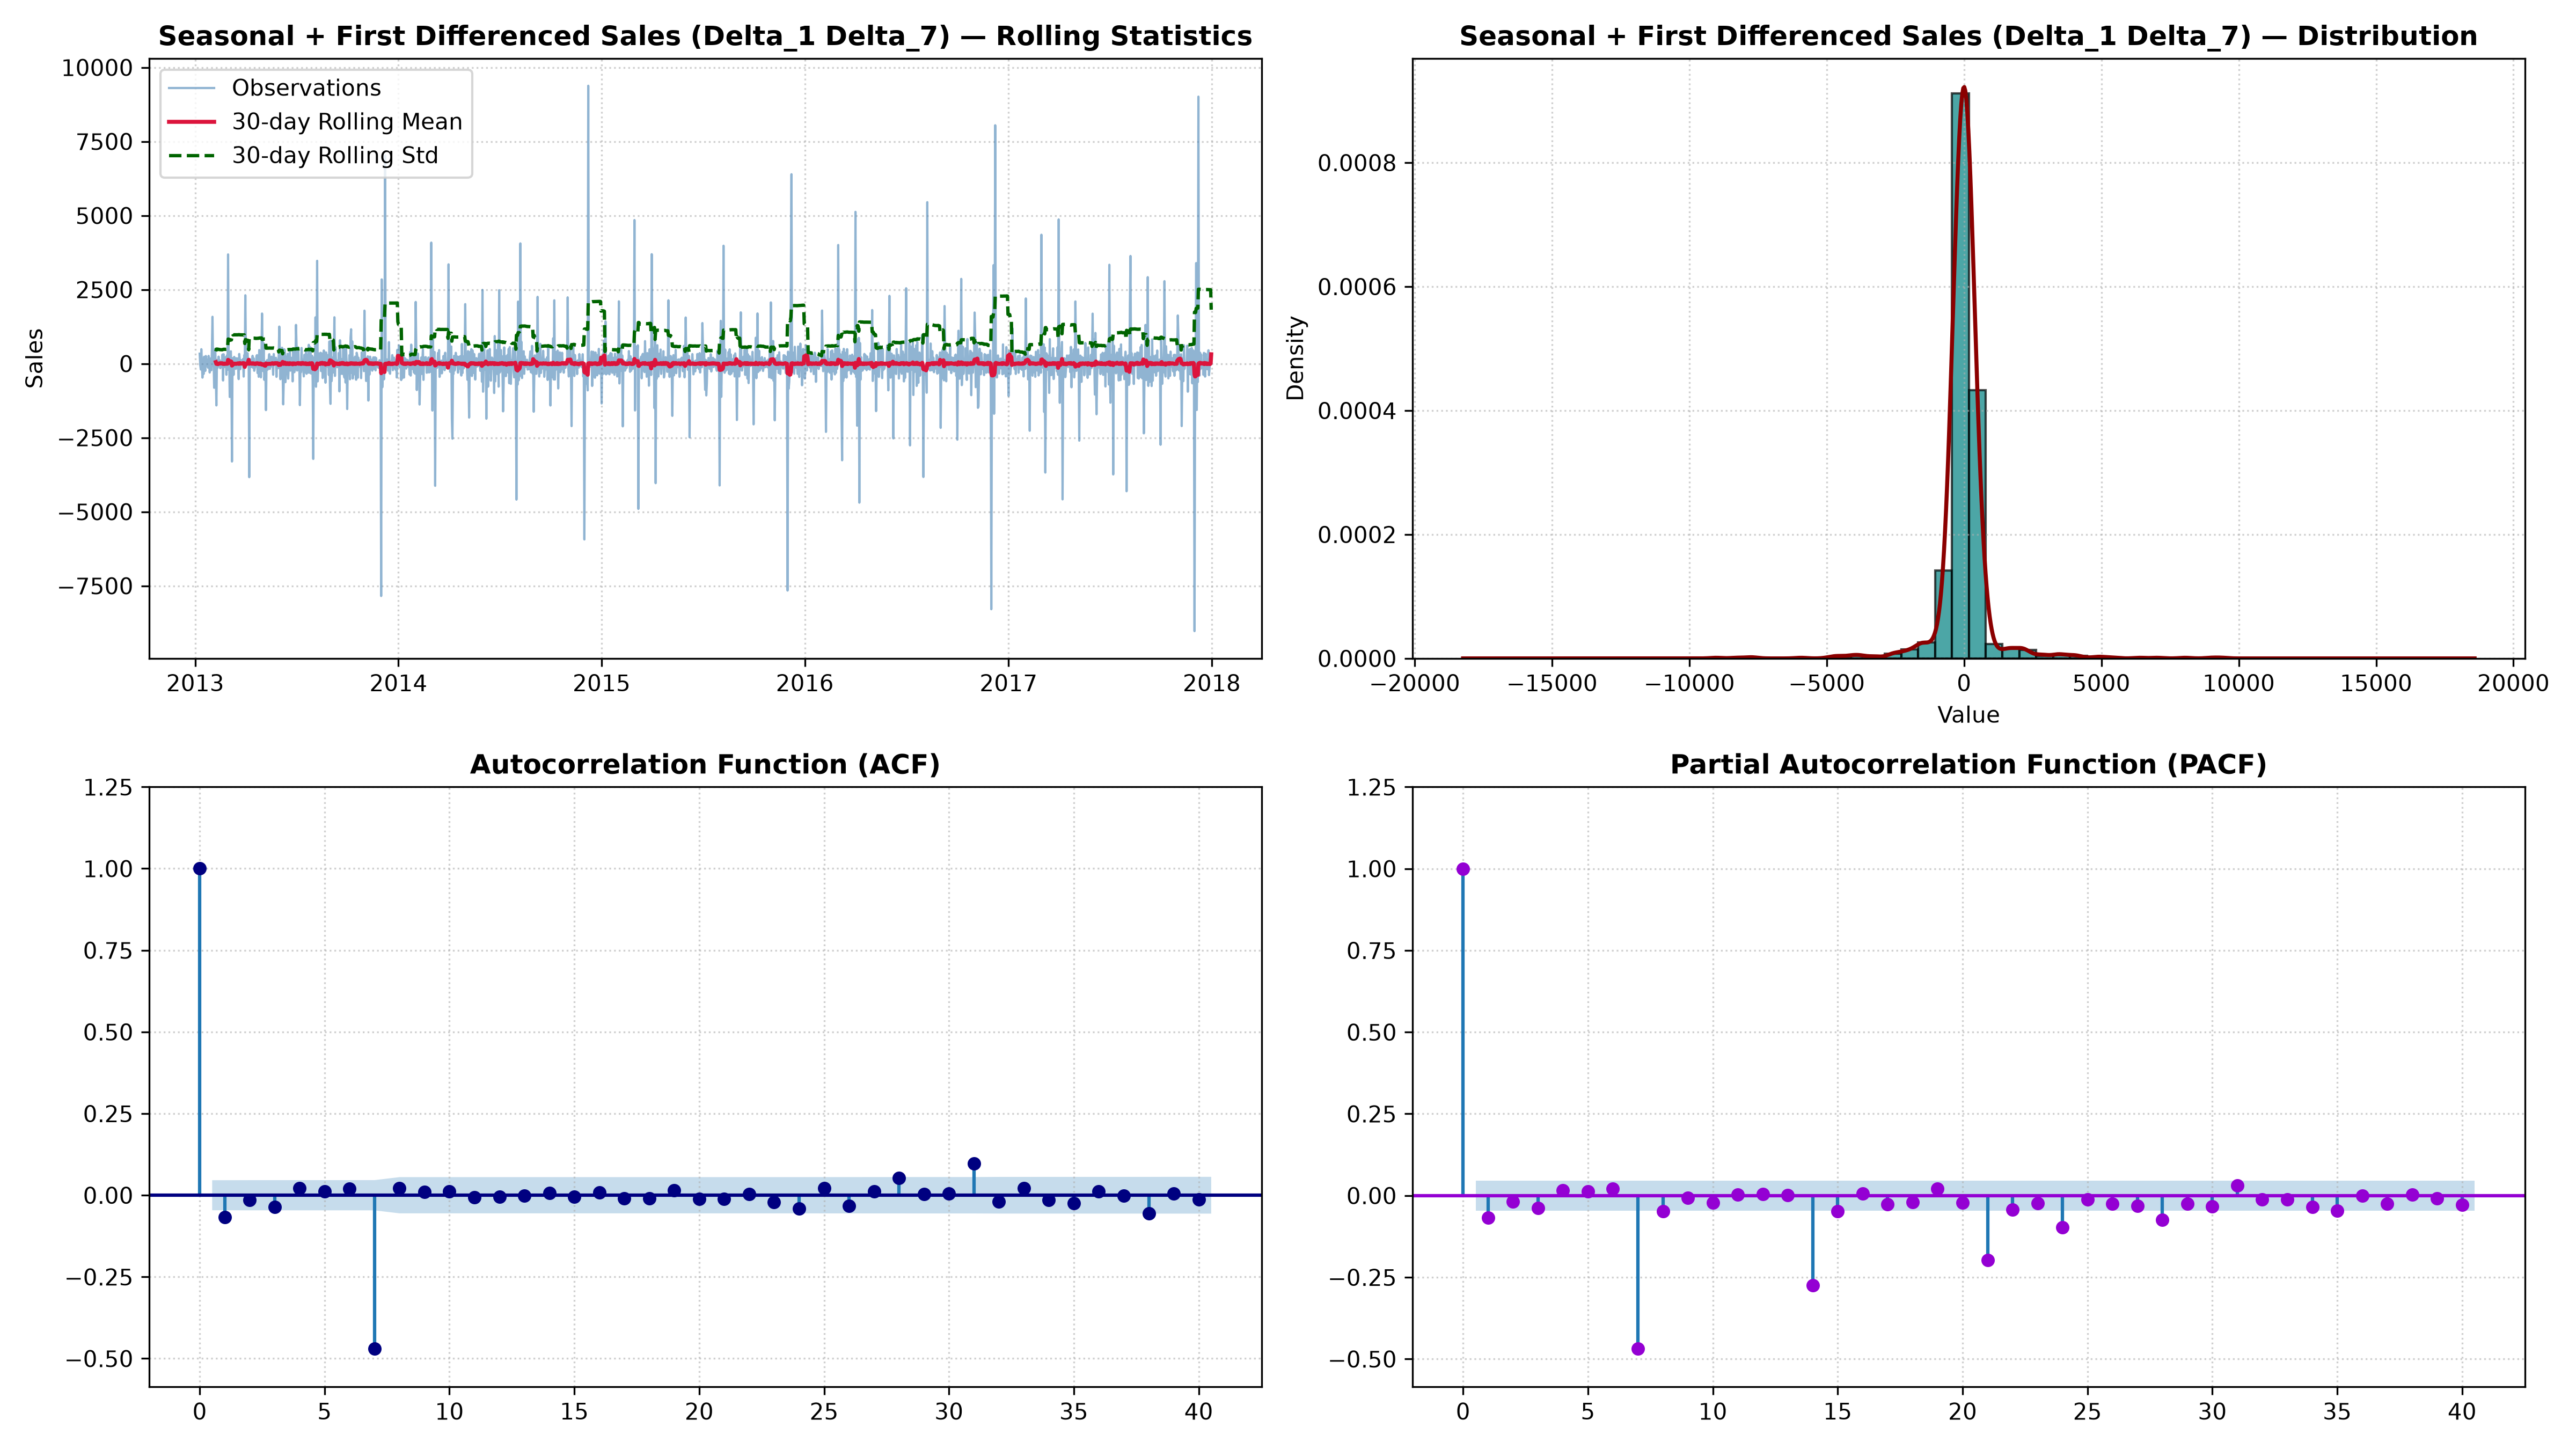 Seasonal + First Differenced Sales (Delta_1 Delta_7) — Rolling Statistics
Observations
30-day Rolling Mean
30-day Rolling Std
Sales
10000
7500
5000
2500
0
−2500
−5000
−7500
2013 2014 2015 2016 2017 2018
Seasonal + First Differenced Sales (Delta_1 Delta_7) — Distribution
Density
0.0008
0.0006
0.0004
0.0002
0.0000
−20000 −15000 −10000 −5000 0 5000 10000 15000 20000
Value
Autocorrelation Function (ACF)
1.25
1.00
0.75
0.50
0.25
0.00
−0.25
−0.50
0 5 10 15 20 25 30 35 40
Partial Autocorrelation Function (PACF)
1.25
1.00
0.75
0.50
0.25
0.00
−0.25
−0.50
0 5 10 15 20 25 30 35 40